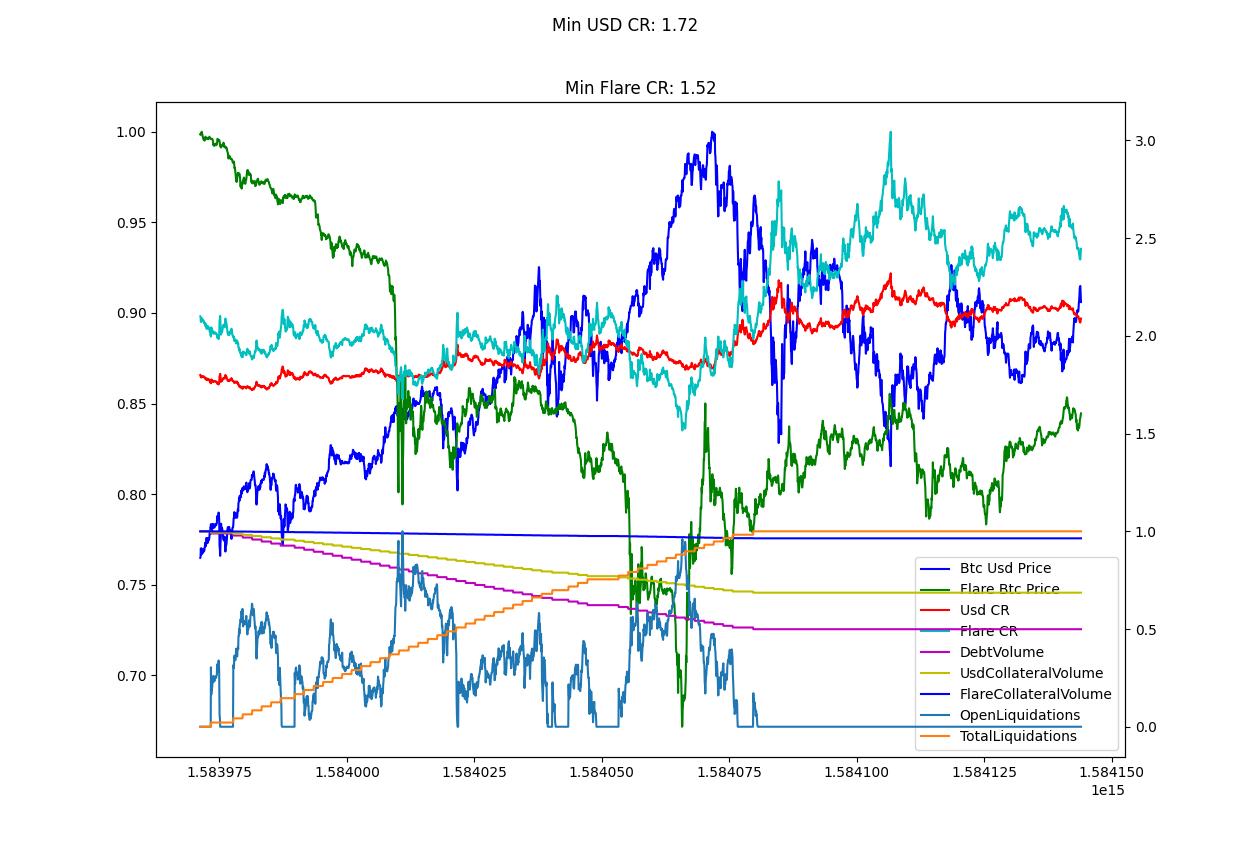 Min USD CR: 1.72
Min Flare CR: 1.52
1.00
0.95
0.90
0.85
0.80
0.75
0.70
3.0
2.5
2.0
1.5
1.0
0.5
0.0
Btc Usd Price
Flare Btc Price
Usd CR
Flare CR
DebtVolume
UsdCollateralVolume
FlareCollateralVolume
OpenLiquidations
TotalLiquidations
1.583975 1.584000 1.584025 1.584050 1.584075 1.584100 1.584125 1.584150
1e15